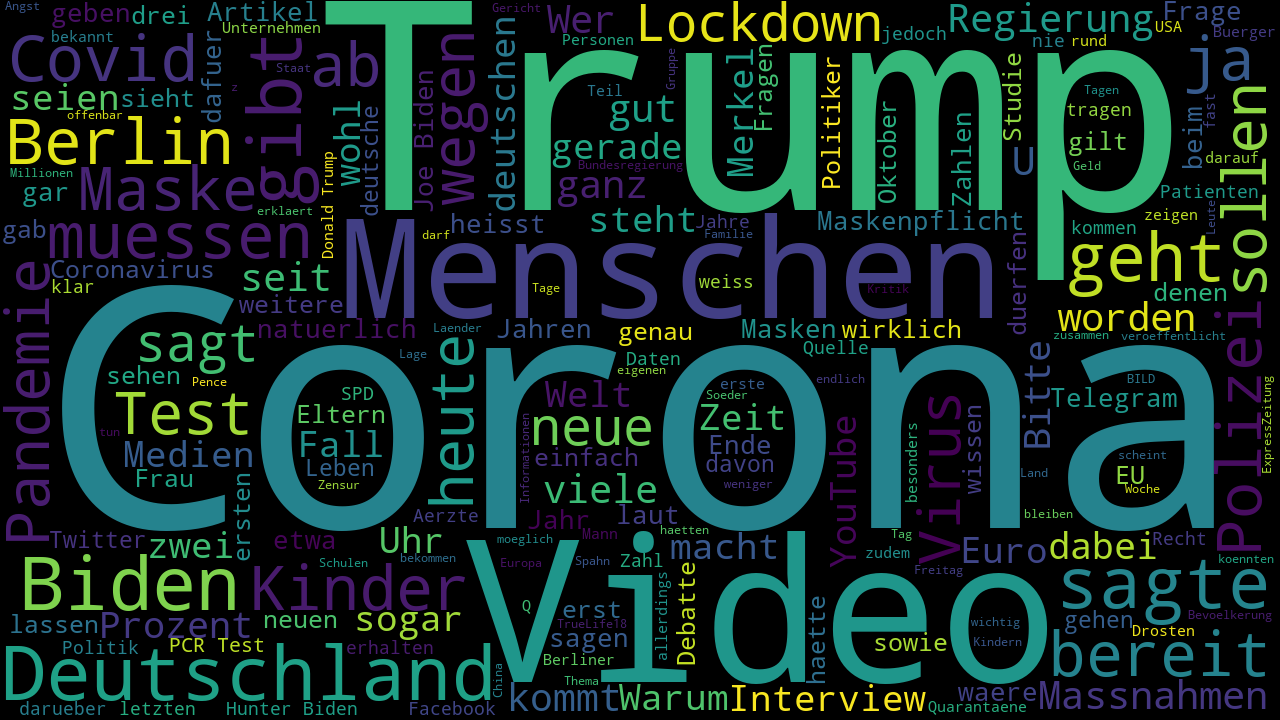 Angst
geben
drei
Artikel
Unternehmen
bekannt
Covid
dafuer
gibt
Staat
ab
Trump
Gericht
Wer
Personen
Lockdown
jedoch
Regierung
USA
Frage
nie
rund
Buerger
ja
seien
sieht
z
offenbar
Berlin
Millionen
gar
Maske
erklaert
wohl
deutsche
Joe Biden
wegen
deutschen
Teil
gut
gerade
Bundesregierung
ganz
Gruppe
Merkel
Fragen
Politiker
Oktober
Zahlen
Studie
U
Tagen
tragen
gilt
Geld
beim
fast
darauf
Patienten
sollen
gab
muessen
Donald Trump
darf
heisst
steht
Jahre
Familie
Maskenpflicht
zeigen
Leute
kommen
Coronavirus
klar
seit
weitere
Menschen
Tage
weiss
Kritik
duerfen
geht
denen
worden
Pandemie
natuerlich
Laender
Jahren
genau
Masken
wirklich
zusammen
veroeffentlicht
sagt
Lage
sehen
Pence
Corona
SPD
Eltern
Fall
Leben
Zensur
heute
Daten
eigenen
Quelle
Welt
erste
Soeder
endlich
neue
Zeit
Bitte
BILD
Telegram
Polizei
ExpressZeitung
Test
tun
Medien
Frau
ersten
Informationen
einfach
Ende
davon
weniger
viele
YouTube
besonders
Virus
wissen
Land
scheint
EU
Woche
bleiben
Aerzte
Jahr
laut
Twitter
zwei
etwa
Uhr
bekommen
moeglich
Mann
haetten
Tag
zudem
Freitag
Recht
koennten
Schulen
Europa
Spahn
Zahl
macht
Euro
dabei
Biden
Kinder
Video
Q
erst
TrueLife18
sagen
allerdings
Debatte
haette
sagte
wichtig
gehen
Bevoelkerung
lassen
Prozent
neuen
sogar
Drosten
Kindern
sowie
Politik
PCR Test
erhalten
Berliner
Thema
bereit
Deutschland
China
kommt
Warum
Interview
waere
Quarantaene
Massnahmen
darueber
letzten
Hunter Biden
Facebook